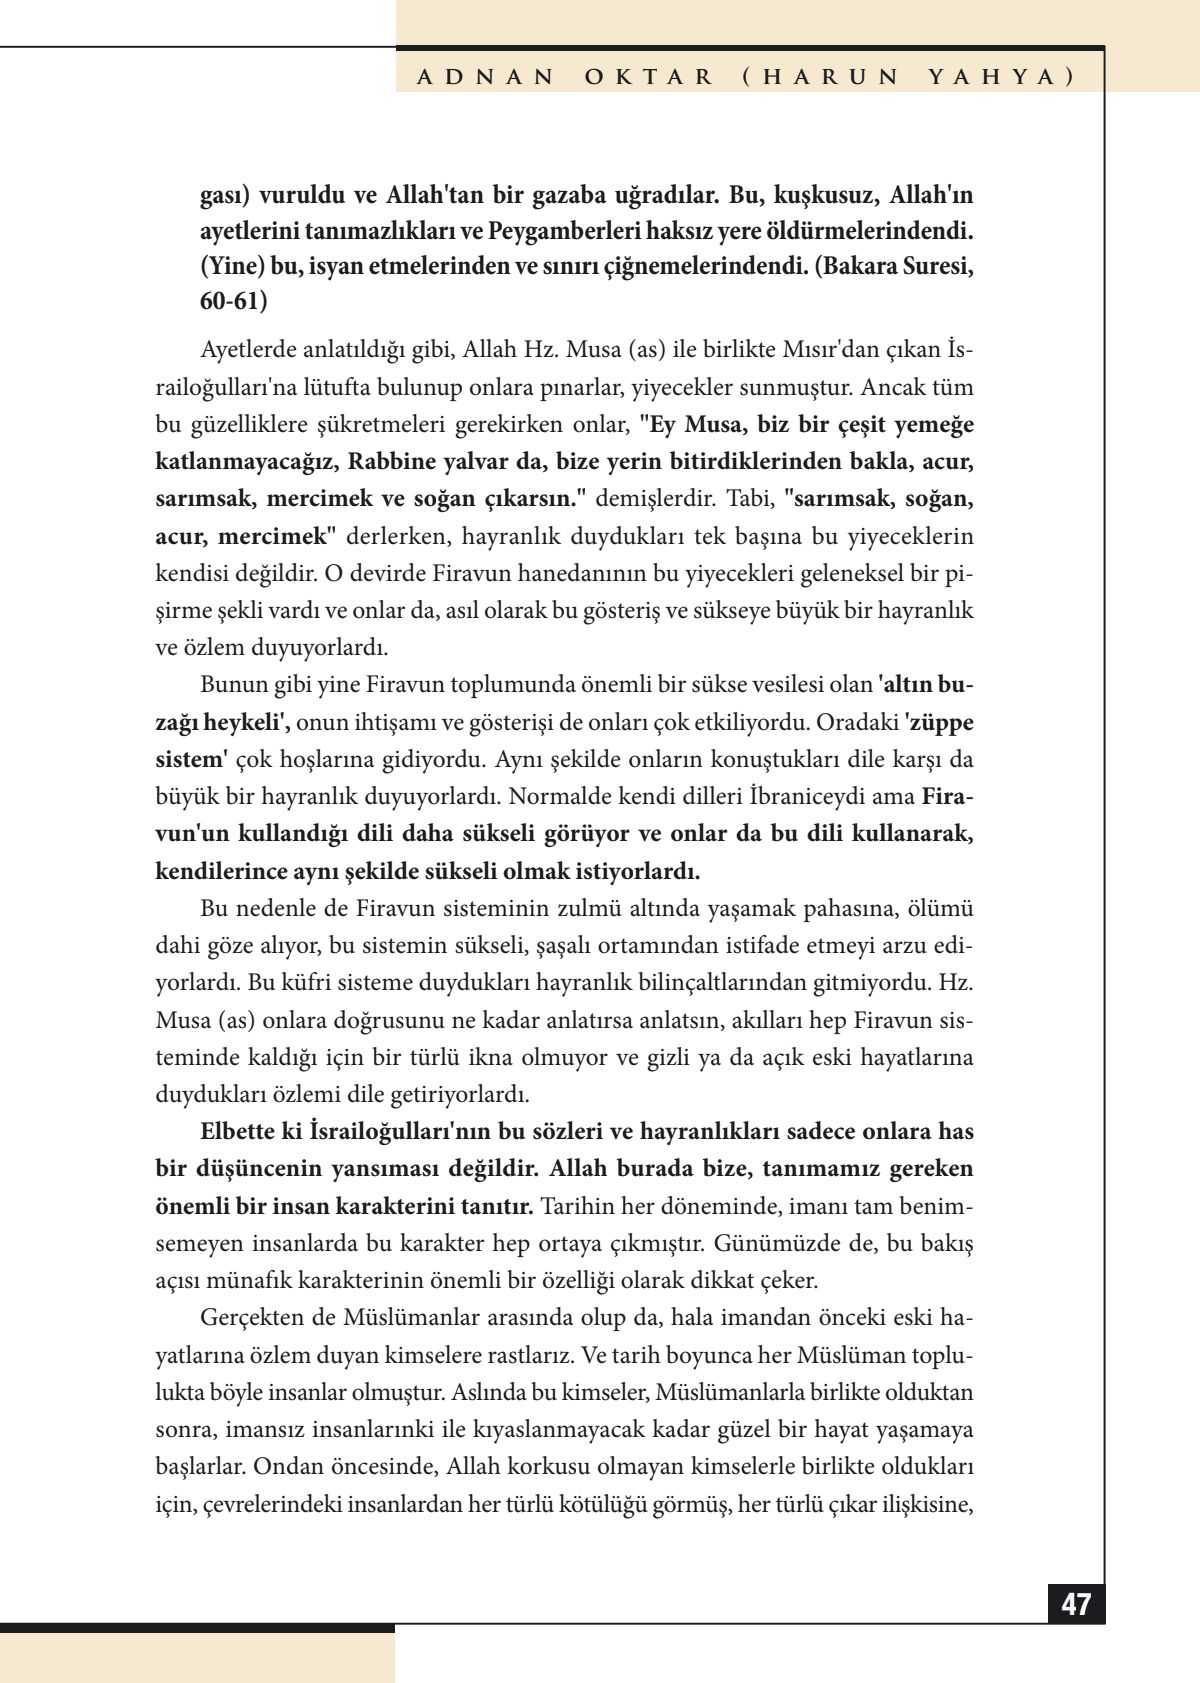 ADNAN OKTAR (HARUN YAHYA)
gası) vuruldu ve Allah'tan bir gazaba uğradılar. Bu, kuşkusuz, Allah'ın
ayetlerini tanımazlıkları ve Peygamberleri haksız yere öldürmelerindendi.
(Yine) bu, isyan etmelerinden ve sınırı çiğnemelerindendi. (Bakara Suresi,
60-61)
Ayetlerde anlatıldığı gibi, Allah Hz. Musa (as) ile birlikte Mısır'dan çıkan İs-
railoğulları'na lütufta bulunup onlara pınarlar, yiyecekler sunmuştur. Ancak tüm
bu güzelliklere şükretmeleri gerekirken onlar, "Ey Musa, biz bir çeşit yemeğe
katlanmayacağız, Rabbine yalvar da, bize yerin bitirdiklerinden bakla, acur,
sarımsak, mercimek ve soğan çıkarsın." demişlerdir. Tabi, "sarımsak, soğan,
acur, mercimek" derlerken, hayranlık duydukları tek başına bu yiyeceklerin
kendisi değildir. O devirde Firavun hanedanının bu yiyecekleri geleneksel bir pi-
şirme şekli vardı ve onlar da, asıl olarak bu gösteriş ve sükseye büyük bir hayranlık
ve özlem duyuyorlardı.
Bunun gibi yine Firavun toplumunda önemli bir sükse vesilesi olan 'altın bu-
zağı heykeli', onun ihtişamı ve gösterişi de onları çok etkiliyordu. Oradaki 'züppe
sistem' çok hoşlarına gidiyordu. Aynı şekilde onların konuştukları dile karşı da
büyük bir hayranlık duyuyorlardı. Normalde kendi dilleri İbraniceydi ama Fira-
vun'un kullandığı dili daha sükseli görüyor ve onlar da bu dili kullanarak,
kendilerince aynı şekilde sükseli olmak istiyorlardı.
Bu nedenle de Firavun sisteminin zulmü altında yaşamak pahasına, ölümü
dahi göze alıyor, bu sistemin sükseli, şaşalı ortamından istifade etmeyi arzu edi-
yorlardı. Bu küfri sisteme duydukları hayranlık bilinçaltlarından gitmiyordu. Hz.
Musa (as) onlara doğrusunu ne kadar anlatırsa anlatsın, akılları hep Firavun sis-
teminde kaldığı için bir türlü ikna olmuyor ve gizli ya da açık eski hayatlarına
duydukları özlemi dile getiriyorlardı.
Elbette ki İsrailoğulları'nın bu sözleri ve hayranlıkları sadece onlara has
bir düşüncenin yansıması değildir. Allah burada bize, tanımamız gereken
önemli bir insan karakterini tanıtır. Tarihin her döneminde, imanı tam benim-
semeyen insanlarda bu karakter hep ortaya çıkmıştır. Günümüzde de, bu bakış
açısı münafık karakterinin önemli bir özelliği olarak dikkat çeker.
Gerçekten de Müslümanlar arasında olup da, hala imandan önceki eski ha-
yatlarına özlem duyan kimselere rastlarız. Ve tarih boyunca her Müslüman toplu-
lukta böyle insanlar olmuştur. Aslında bu kimseler, Müslümanlarla birlikte olduktan
sonra, imansız insanlarınki ile kıyaslanmayacak kadar güzel bir hayat yaşamaya
başlarlar. Ondan öncesinde, Allah korkusu olmayan kimselerle birlikte oldukları
için, çevrelerindeki insanlardan her türlü kötülüğü görmüş, her türlü çıkar ilişkisine,
47